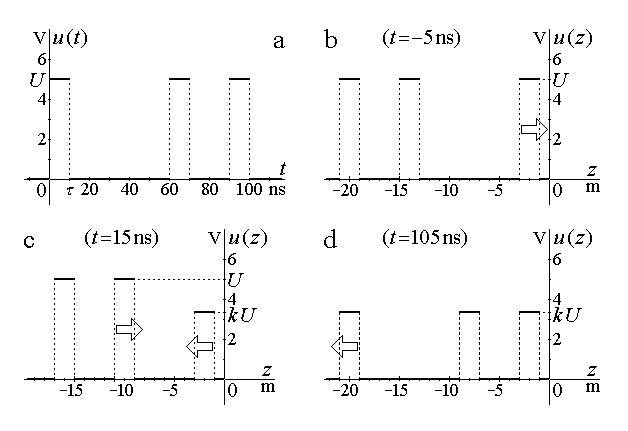 V u(t) a
6
U
4
2
t
0 τ 20 40 60 80 100 ns
b (t=−5 ns) V u(z)
6
U
4
2
z
−20 −15 −10 −5 0 m
c (t=15 ns) V u(z)
6
U
4
kU
2
z
−15 −10 −5 0 m
d (t=105 ns) V u(z)
6
4
kU
2
z
−20 −15 −10 −5 0 m